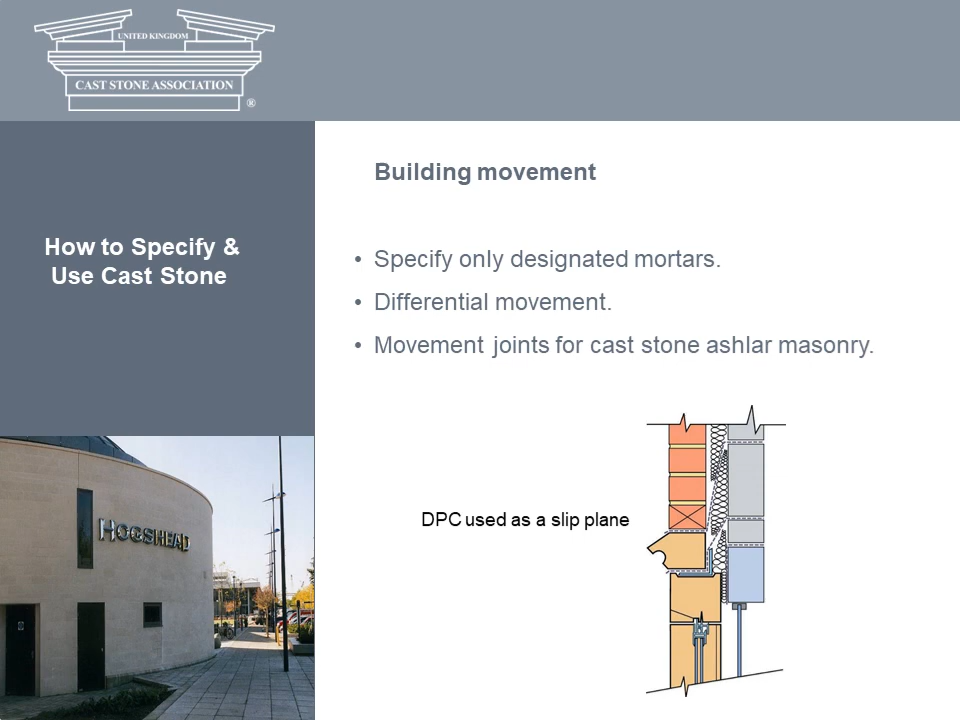 UNITED KINGDOM
CAST STONE ASSOCIATION
®
How to Specify &
Use Cast Stone
Building movement
• Specify only designated mortars.
• Differential movement.
• Movement joints for cast stone ashlar masonry.
DPC used as a slip plane
HOGSHEAD